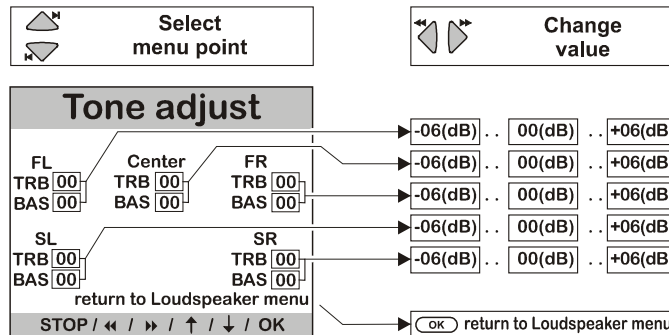 Select
menu point
Change
value
Tone adjust
FL Center FR
TRB 00 TRB 00 TRB 00
BAS 00 BAS 00 BAS 00
SL SR
TRB 00 TRB 00
BAS 00 BAS 00
return to Loudspeaker menu
STOP / ◀◀ / ▶▶ / ↑ / ↓ / OK
-06(dB) . . 00(dB) . . +06(dB
-06(dB) . . 00(dB) . . +06(dB
-06(dB) . . 00(dB) . . +06(dB
-06(dB) . . 00(dB) . . +06(dB
-06(dB) . . 00(dB) . . +06(dB
OK return to Loudspeaker menu